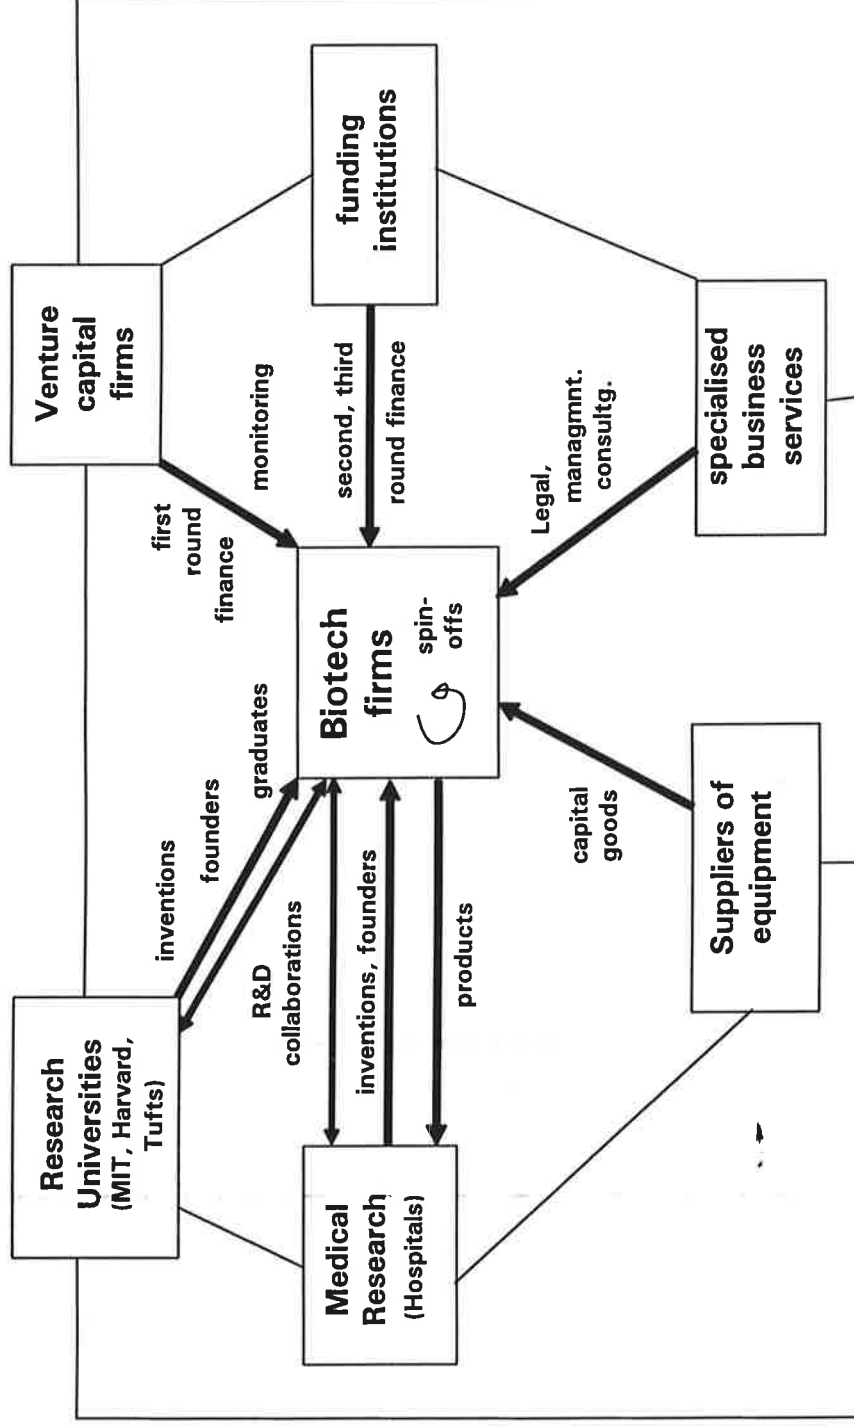 Research
Universities
(MIT, Harvard,
Tufts)
Venture
capital
firms
inventions
founders
graduates
first
round
finance
monitoring
Medical
Research
(Hospitals)
R&D
collaborations
inventions, founders
products
Biotech
firms
spin-
offs
second, third
round finance
funding
institutions
capital
goods
Legal,
managmnt.
consultg.
Suppliers of
equipment
specialised
business
services